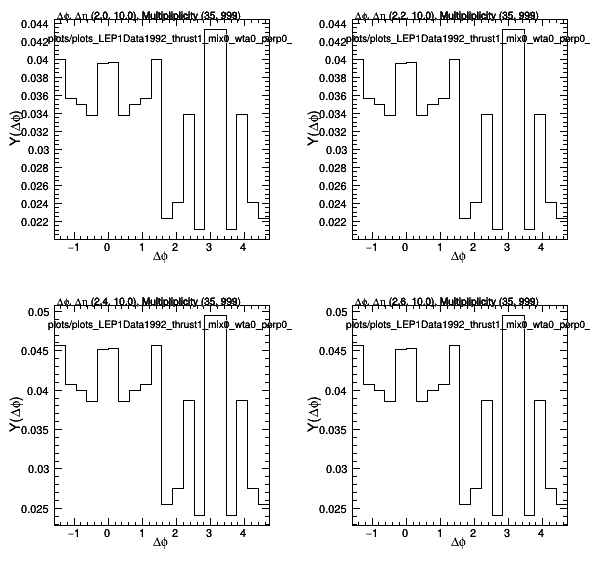 Δϕ, Δη (2.0, 10.0), Multipliplicity (35, 999)
plots/plots_LEP1Data1992_thrust1_mix0_wta0_perp0_
Y(Δϕ)
0.044
0.042
0.04
0.038
0.036
0.034
0.032
0.03
0.028
0.026
0.024
0.022
−1 0 1 2 3 4
Δϕ
Δϕ, Δη (2.2, 10.0), Multipliplicity (35, 999)
plots/plots_LEP1Data1992_thrust1_mix0_wta0_perp0_
Y(Δϕ)
0.044
0.042
0.04
0.038
0.036
0.034
0.032
0.03
0.028
0.026
0.024
0.022
−1 0 1 2 3 4
Δϕ
Δϕ, Δη (2.4, 10.0), Multipliplicity (35, 999)
plots/plots_LEP1Data1992_thrust1_mix0_wta0_perp0_
Y(Δϕ)
0.05
0.045
0.04
0.035
0.03
0.025
−1 0 1 2 3 4
Δϕ
Δϕ, Δη (2.6, 10.0), Multipliplicity (35, 999)
plots/plots_LEP1Data1992_thrust1_mix0_wta0_perp0_
Y(Δϕ)
0.05
0.045
0.04
0.035
0.03
0.025
−1 0 1 2 3 4
Δϕ